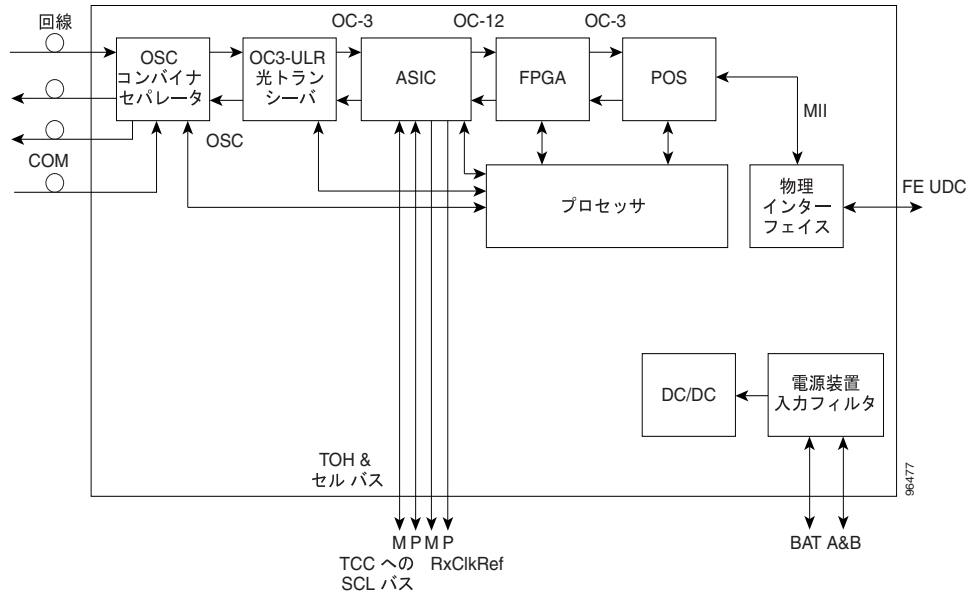 回線
OC-3
OC-12
OC-3
OSC
コンバイナ
セパレータ
OC3-ULR
光トラン
シーバ
ASIC
FPGA
POS
MII
OSC
COM
プロセッサ
物理
インター
フェイス
FE UDC
DC/DC
電源装置
入力フィルタ
TOH &
セル バス
96477
M P M P
TCC への
SCL バス
RxClkRef
BAT A&B